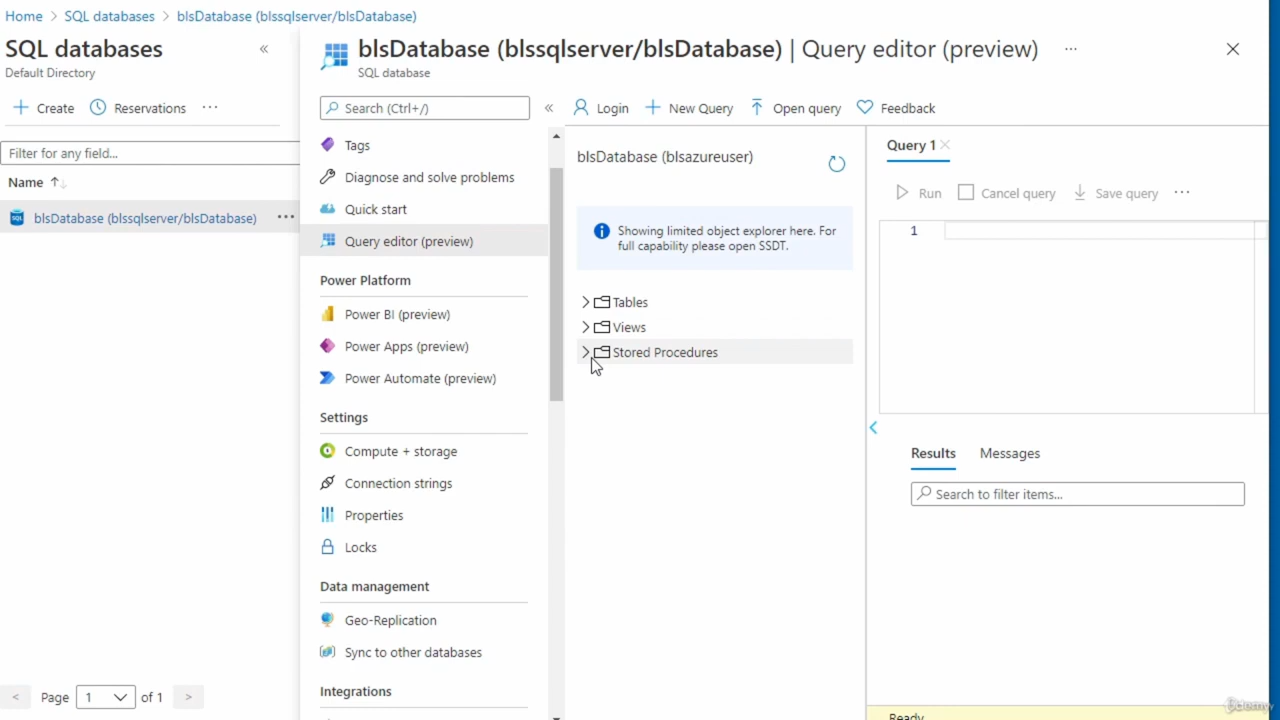 Home > SQL databases > blsDatabase (blssqlserver/blsDatabase)
SQL databases
Default Directory
Create
Reservations
Filter for any field...
Name
blsDatabase (blssqlserver/blsDatabase)
< Page 1 of 1 >
blsDatabase (blssqlserver/blsDatabase) | Query editor (preview)
SQL database
Search (Ctrl+/)
Tags
Diagnose and solve problems
Quick start
Query editor (preview)
Power Platform
Power BI (preview)
Power Apps (preview)
Power Automate (preview)
Settings
Compute + storage
Connection strings
Properties
Locks
Data management
Geo-Replication
Sync to other databases
Integrations
Login
New Query
Open query
Feedback
blsDatabase (blsazureuser)
Showing limited object explorer here. For
full capability please open SSDT.
Tables
Views
Stored Procedures
Query 1
Run
Cancel query
Save query
1
Results
Messages
Search to filter items...
Ready
Udemy